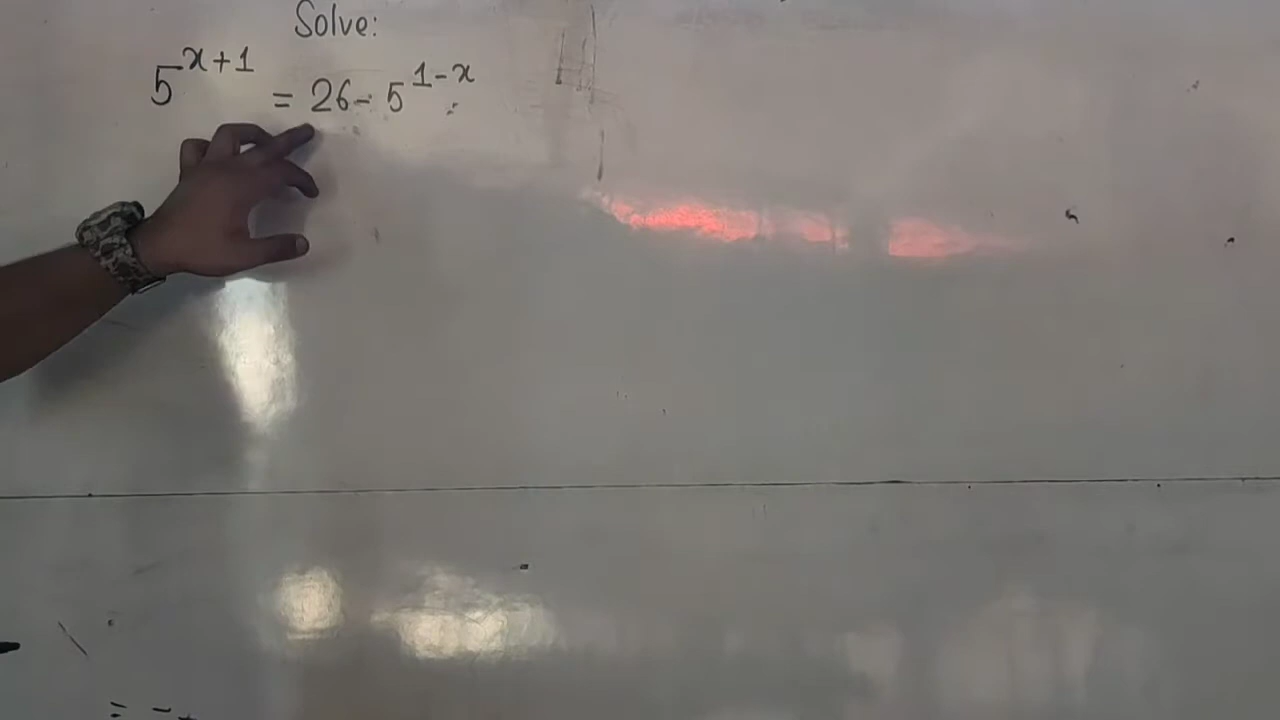 Solve:
5^{x+1} = 26 - 5^{1-x}